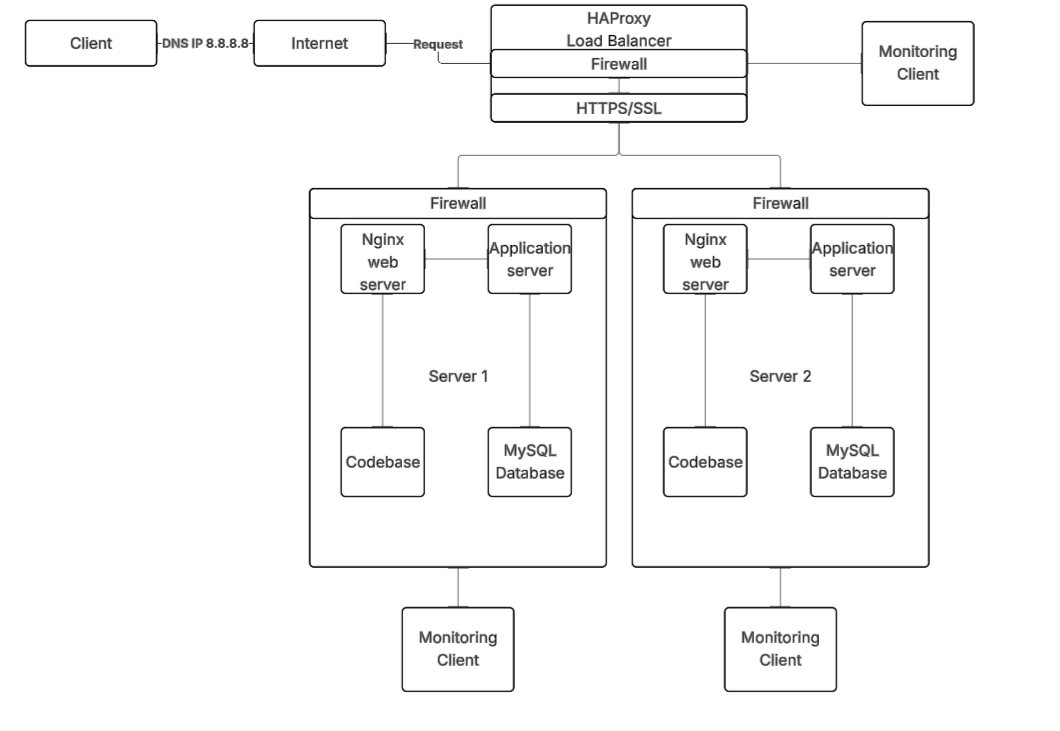 Client
DNS IP 8.8.8.8
Internet
Request
HAProxy
Load Balancer
Firewall
HTTPS/SSL
Monitoring
Client
Firewall
Nginx
web
server
Application
server
Server 1
Codebase
MySQL
Database
Firewall
Nginx
web
server
Application
server
Server 2
Codebase
MySQL
Database
Monitoring
Client
Monitoring
Client